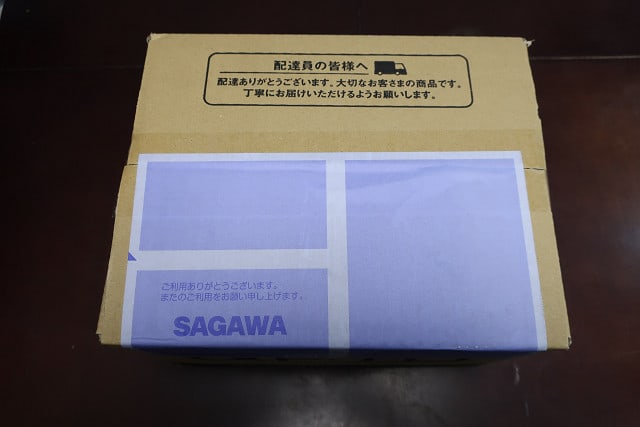 配達員の皆様へ
配達ありがとうございます。大切なお客さまの商品です。
丁寧にお届けいただけるようお願いします。
ご利用ありがとうございます。
またのご利用をお願い申し上げます。
SAGAWA